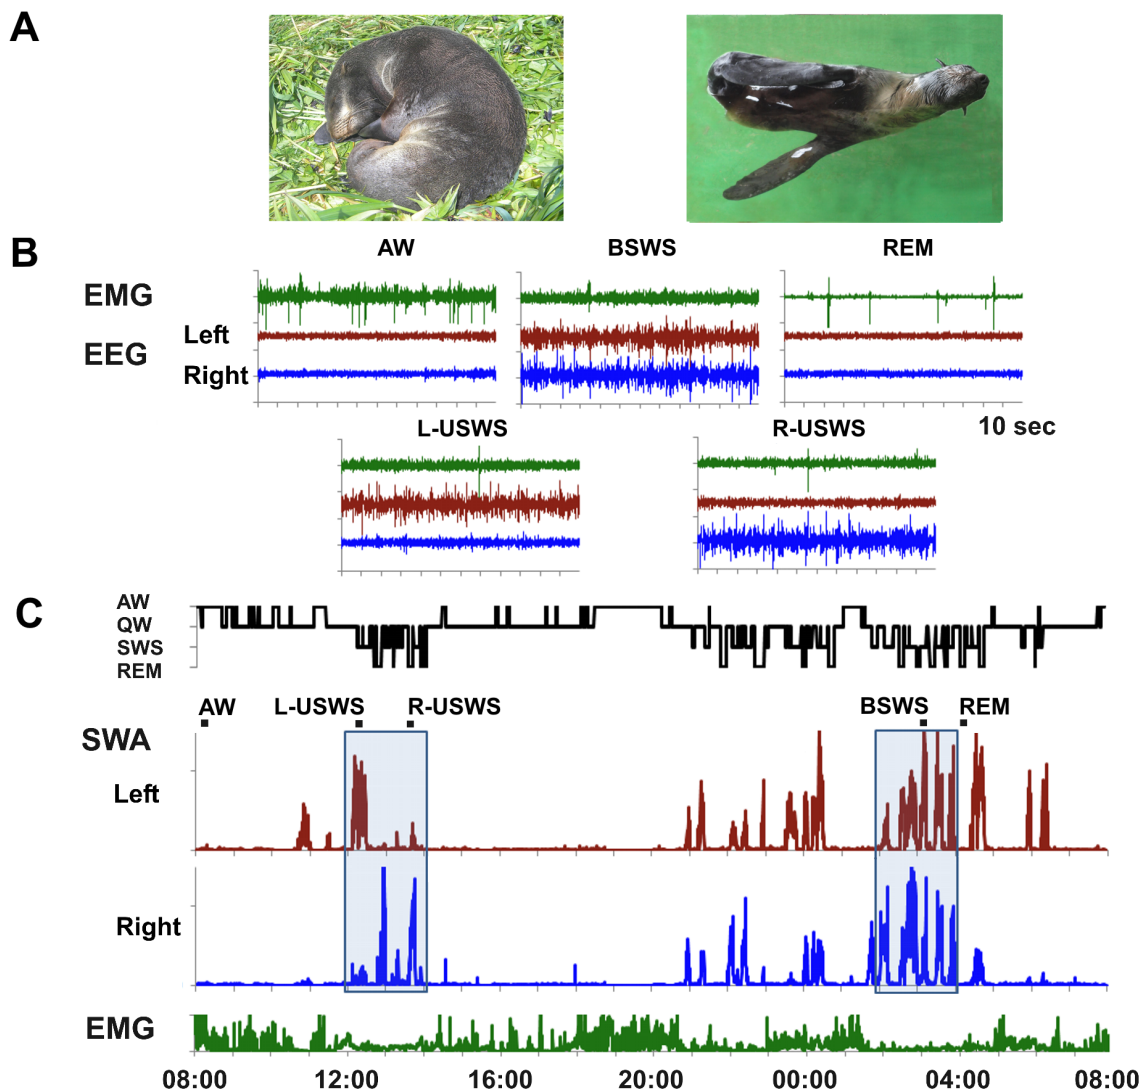 A
B
AW BSWS REM
EMG
EEG
Left
Right
10 sec
L-USWS R-USWS
C
AW
QW
SWS
REM
AW L-USWS R-USWS BSWS REM
SWA
Left
Right
EMG
08:00 12:00 16:00 20:00 00:00 04:00 08:00